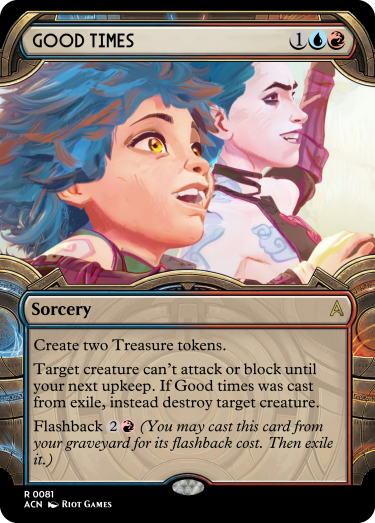 GOOD TIMES 1
Sorcery
Create two Treasure tokens.
Target creature can't attack or block until
your next upkeep. If Good times was cast
from exile, instead destroy target creature.
Flashback 2 (You may cast this card from
your graveyard for its flashback cost. Then exile
it.)
R 0081
ACN Riot Games